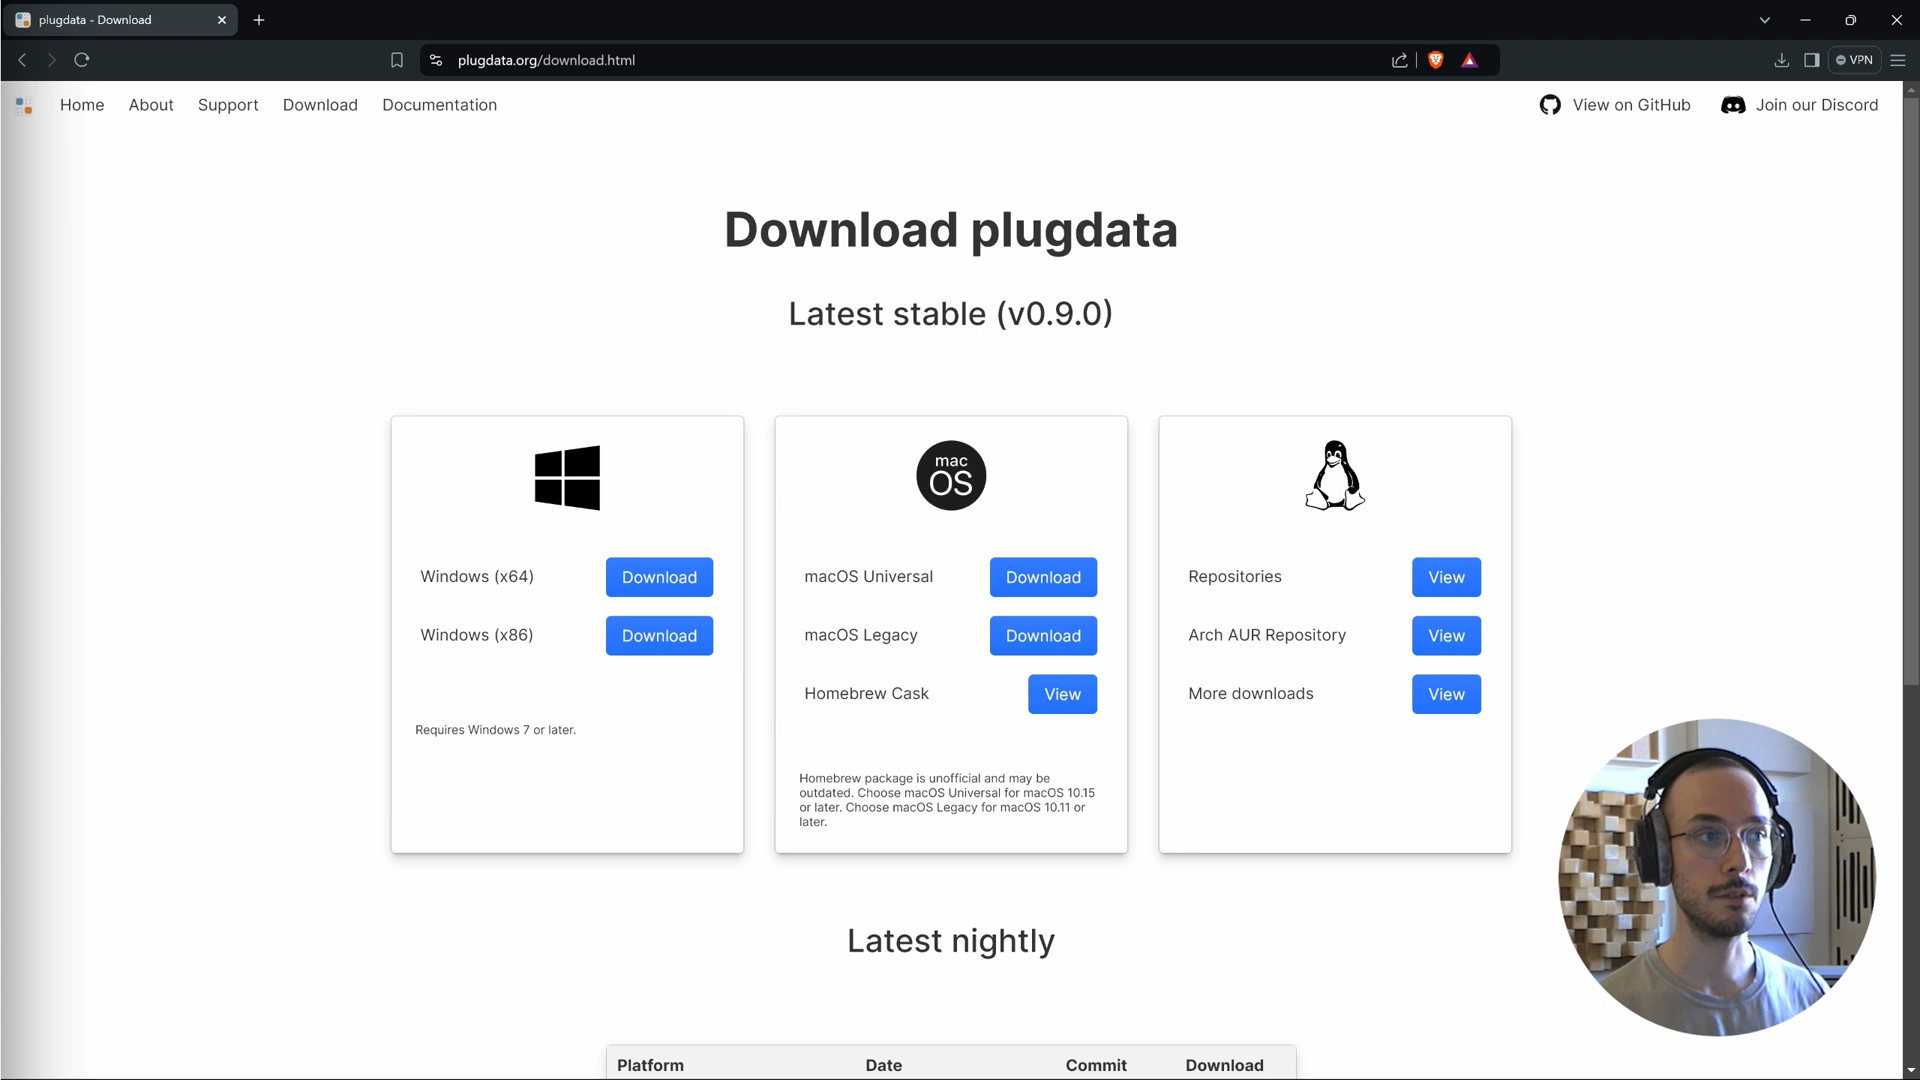 plugdata - Download
plugdata.org/download.html
VPN
Home About Support Download Documentation
View on GitHub Join our Discord
Download plugdata
Latest stable (v0.9.0)
mac
OS
Windows (x64) Download
Windows (x86) Download
Requires Windows 7 or later.
macOS Universal Download
macOS Legacy Download
Homebrew Cask View
Homebrew package is unofficial and may be
outdated. Choose macOS Universal for macOS 10.15
or later. Choose macOS Legacy for macOS 10.11 or
later.
Repositories View
Arch AUR Repository View
More downloads View
Latest nightly
Platform Date Commit Download